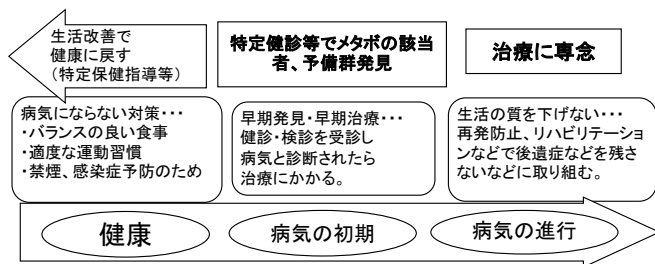 生活改善で
健康に戻す
（特定保健指導等）
特定健診等でメタボの該当
者、予備群発見
治療に専念
病気にならない対策・・・
・バランスの良い食事
・適度な運動習慣
・禁煙、感染症予防のため
早期発見・早期治療・・・
健診・検診を受診し
病気と診断されたら
治療にかかる。
生活の質を下げない・・・
再発防止、リハビリテーショ
ンなどで後遺症などを残さ
ないなどに取り組む。
健康
病気の初期
病気の進行